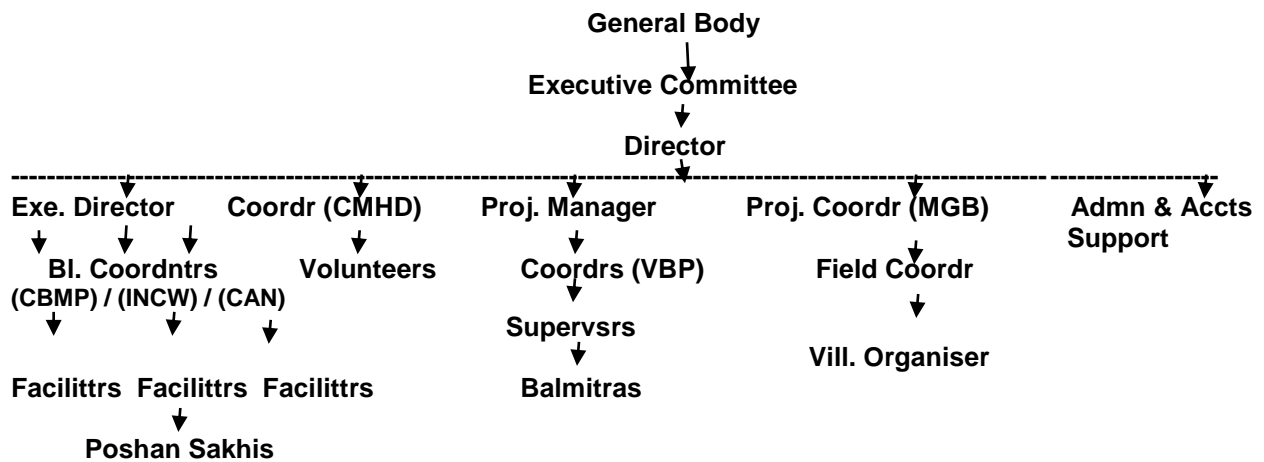 General Body
Executive Committee
Director
Exe. Director Coordr (CMHD) Proj. Manager Proj. Coordr (MGB) Admn & Accts
Support
Bl. Coordntrs Volunteers Coordrs (VBP) Field Coordr
(CBMP) / (INCW) / (CAN)
Supervsrs
Vill. Organiser
Facilittrs Facilittrs Facilittrs Balmitras
Poshan Sakhis